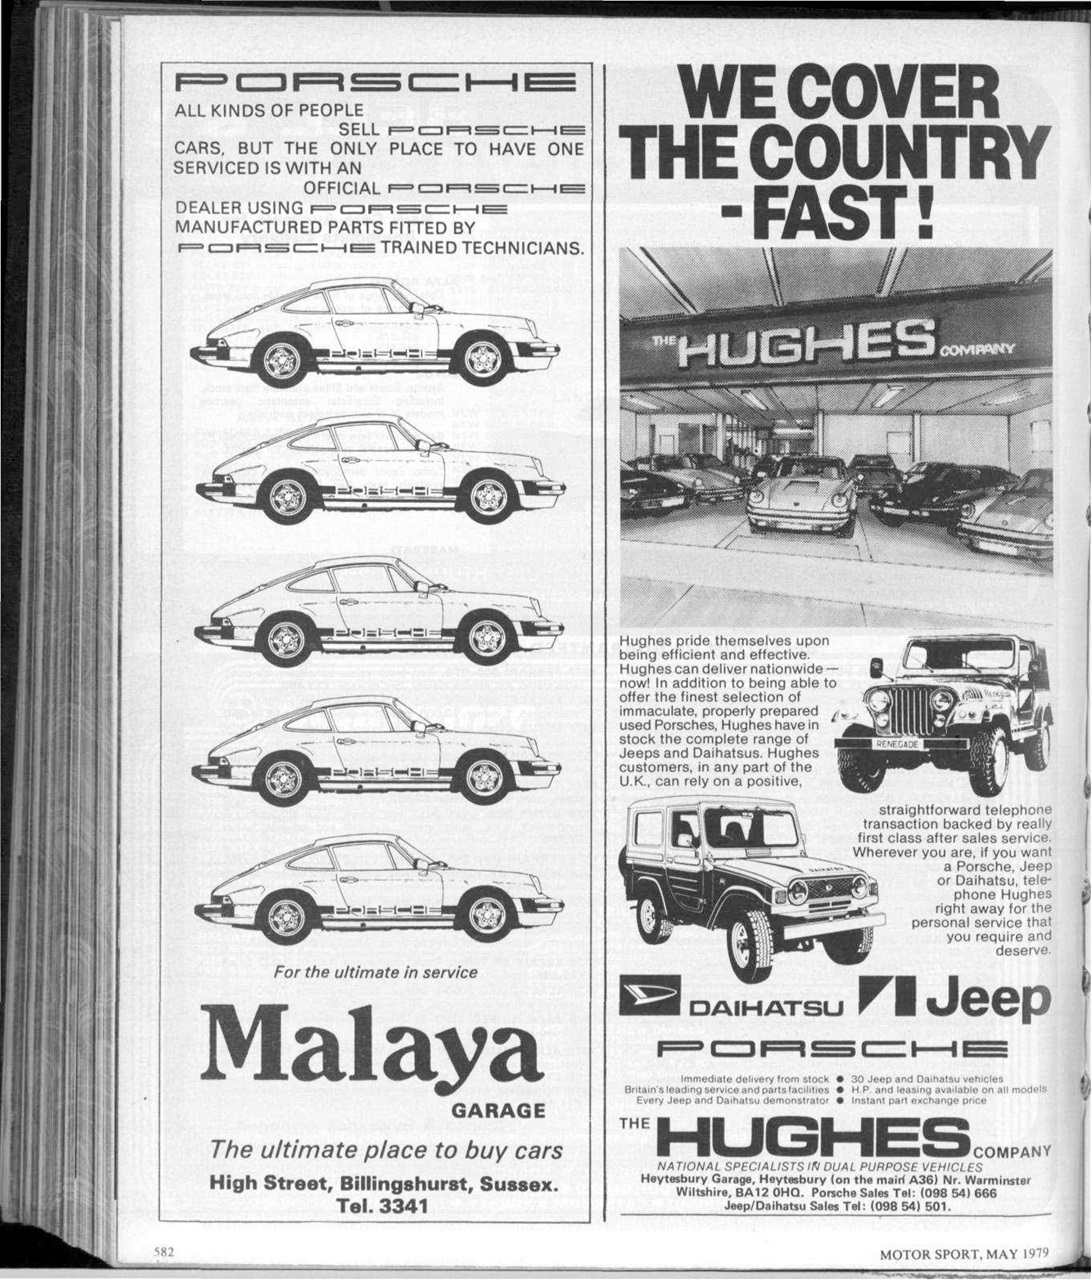 PORSCHE
ALL KINDS OF PEOPLE
SELL PORSCHE
CARS, BUT THE ONLY PLACE TO HAVE ONE
SERVICED IS WITH AN
OFFICIAL PORSCHE
DEALER USING PORSCHE
MANUFACTURED PARTS FITTED BY
PORSCHE TRAINED TECHNICIANS.
PORSCHE
PORSCHE
PORSCHE
PORSCHE
PORSCHE
For the ultimate in service
Malaya
GARAGE
The ultimate place to buy cars
High Street, Billingshurst, Sussex.
Tel. 3341
WE COVER
THE COUNTRY
- FAST!
THE HUGHES COMPANY
Hughes pride themselves upon
being efficient and effective.
Hughes can deliver nationwide —
now! In addition to being able to
offer the finest selection of
immaculate, properly prepared
used Porsches, Hughes have in
stock the complete range of
Jeeps and Daihatsus. Hughes
customers, in any part of the
U.K., can rely on a positive,
Renegade
RENEGADE
straightforward telephone
transaction backed by really
first class after sales service.
Wherever you are, if you want
a Porsche, Jeep
or Daihatsu, tele-
phone Hughes
right away for the
personal service that
you require and
deserve.
DAIHATSU
DAIHATSU Jeep
PORSCHE
Immediate delivery from stock ● 30 Jeep and Daihatsu vehicles
Britain's leading service and parts facilities ● H.P. and leasing available on all models
Every Jeep and Daihatsu demonstrator ● Instant part exchange price
THE HUGHES COMPANY
NATIONAL SPECIALISTS IN DUAL PURPOSE VEHICLES
Heytesbury Garage, Heytesbury (on the main A36) Nr. Warminster
Wiltshire, BA12 0HQ. Porsche Sales Tel: (098 54) 666
Jeep/Daihatsu Sales Tel: (098 54) 501.
582
MOTOR SPORT, MAY 1979